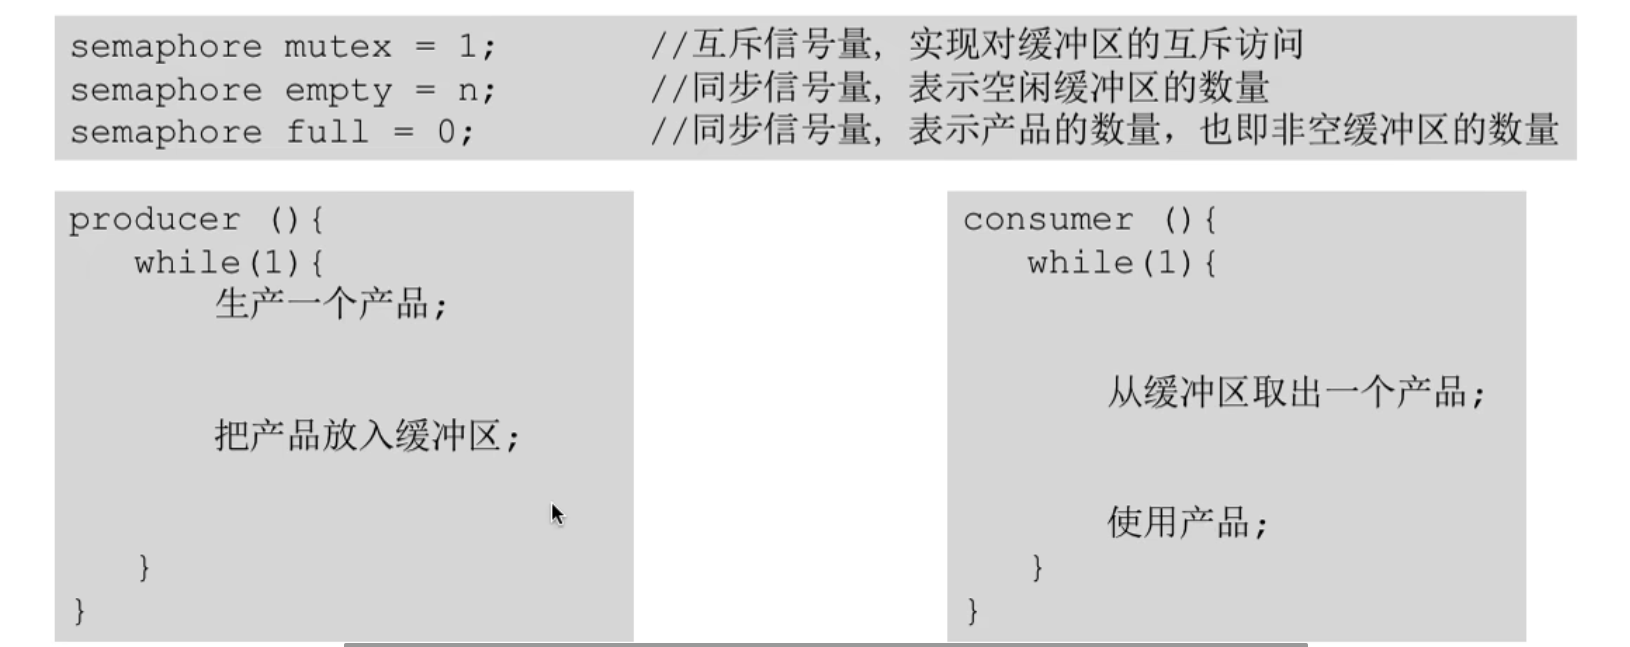 semaphore mutex = 1; //互斥信号量, 实现对缓冲区的互斥访问
semaphore empty = n; //同步信号量, 表示空闲缓冲区的数量
semaphore full = 0; //同步信号量, 表示产品的数量，也即非空缓冲区的数量
producer (){
while(1){
生产一个产品;
把产品放入缓冲区;
}
}
consumer (){
while(1){
从缓冲区取出一个产品;
使用产品;
}
}